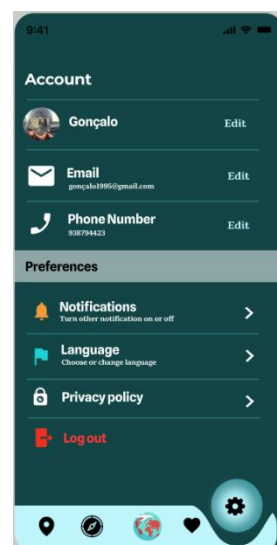 9:41
Account
Gonçalo
Edit
Email
gonçalo1995@gmail.com
Edit
Phone Number
938794423
Edit
Preferences
Notifications
Turn other notification on or off
Language
Choose or change language
Privacy policy
Log out